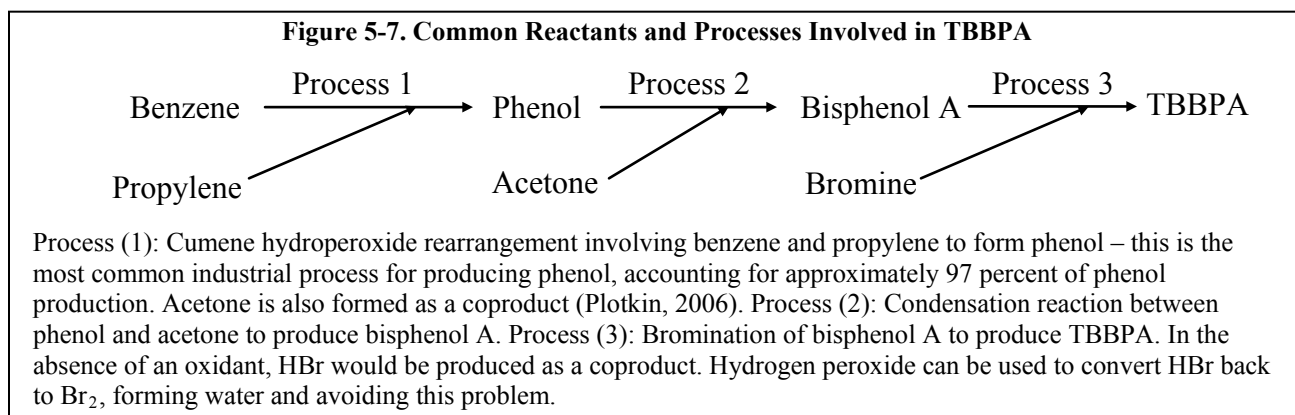 Figure 5-7. Common Reactants and Processes Involved in TBBPA
Process 1 Process 2 Process 3
Benzene Phenol Bisphenol A TBBPA
Propylene Acetone Bromine
Process (1): Cumene hydroperoxide rearrangement involving benzene and propylene to form phenol – this is the
most common industrial process for producing phenol, accounting for approximately 97 percent of phenol
production. Acetone is also formed as a coproduct (Plotkin, 2006). Process (2): Condensation reaction between
phenol and acetone to produce bisphenol A. Process (3): Bromination of bisphenol A to produce TBBPA. In the
absence of an oxidant, HBr would be produced as a coproduct. Hydrogen peroxide can be used to convert HBr back
to Br₂, forming water and avoiding this problem.